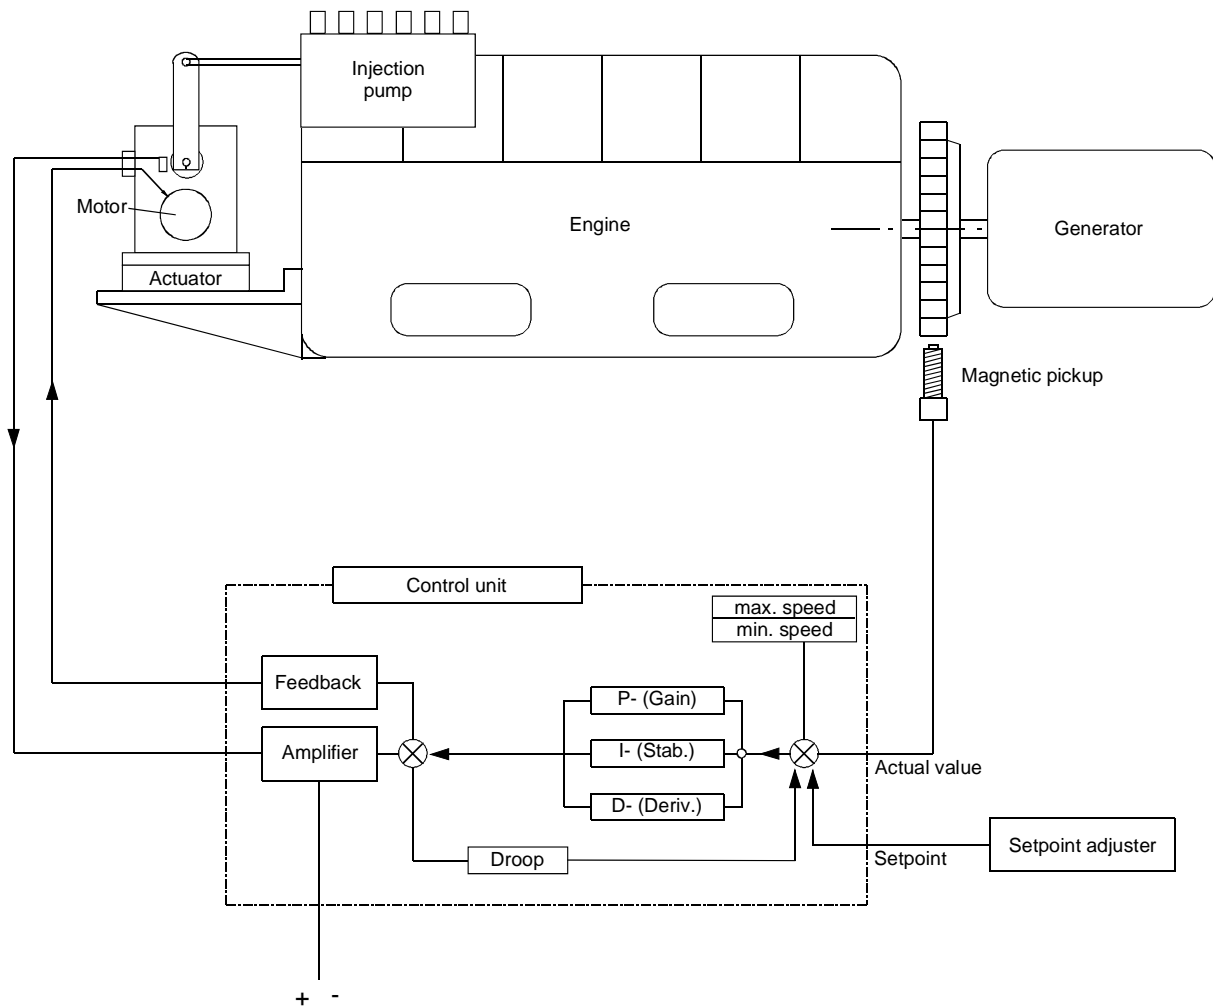 Injection
pump
Motor
Engine
Generator
Actuator
Magnetic pickup
Control unit
max. speed
min. speed
Feedback
P- (Gain)
Amplifier
I- (Stab.)
Actual value
D- (Deriv.)
Droop
Setpoint
Setpoint adjuster
+ -